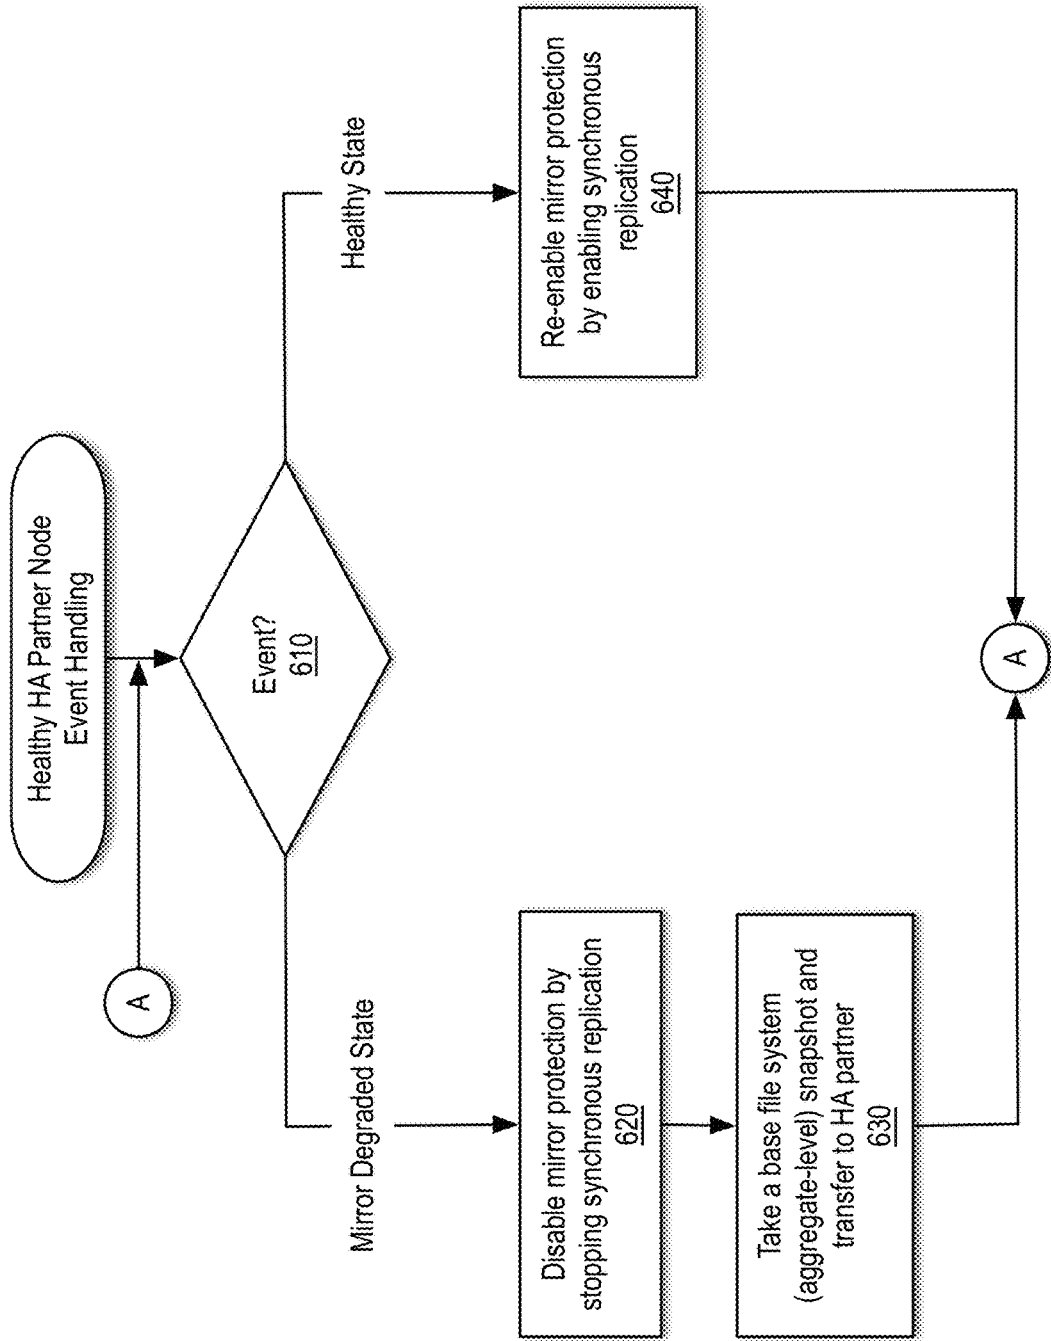 Healthy HA Partner Node
Event Handling
A
Event?
610
Mirror Degraded State
Healthy State
Disable mirror protection by
stopping synchronous replication
620
Re-enable mirror protection
by enabling synchronous
replication
640
Take a base file system
(aggregate-level) snapshot and
transfer to HA partner
630
A